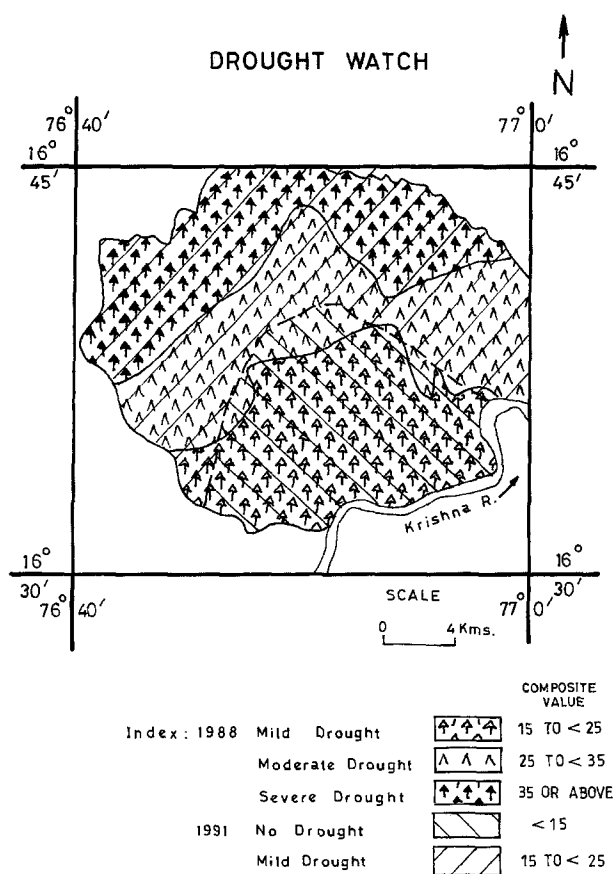 DROUGHT WATCH
N
76° 40′
77° 0′
16° 45′
16° 45′
Krishna R.
16° 30′
16° 30′
76° 40′
77° 0′
SCALE
0 4 Kms.
COMPOSITE
VALUE
Index: 1988 Mild Drought 15 TO < 25
Moderate Drought 25 TO < 35
Severe Drought 35 OR ABOVE
1991 No Drought < 15
Mild Drought 15 TO < 25